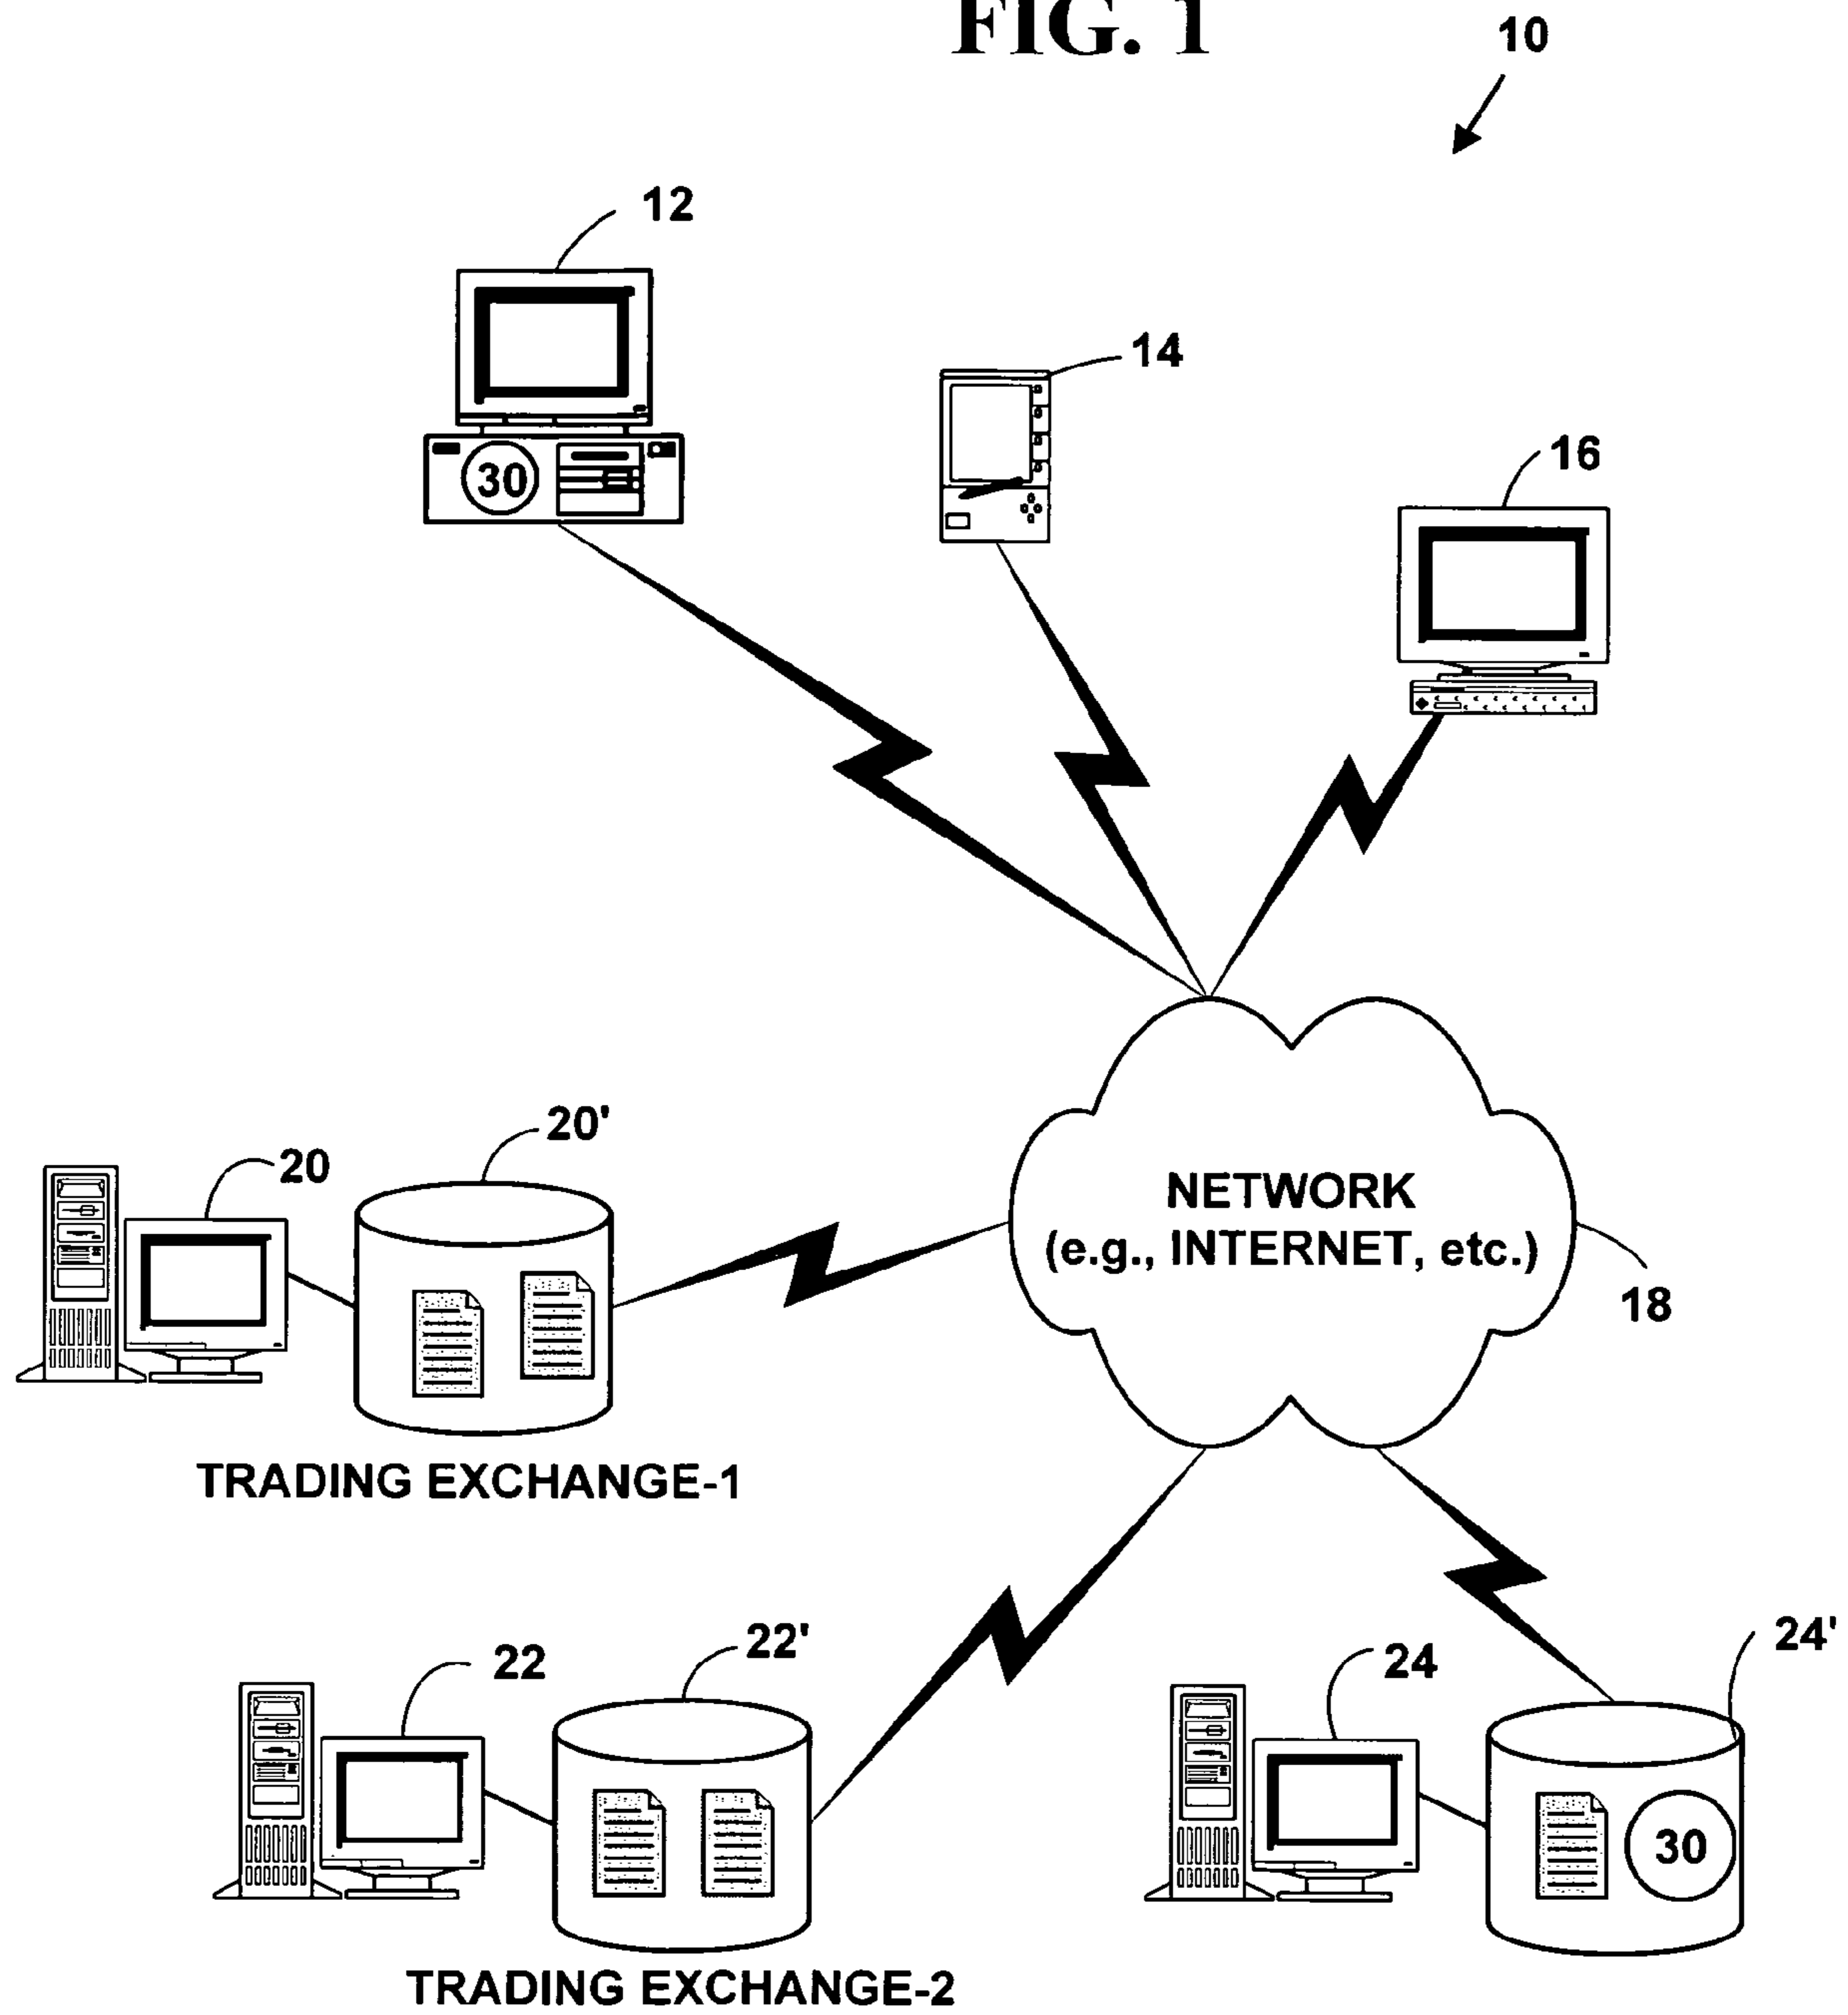 FIG. 1
10
12
14
30
16
NETWORK
(e.g., INTERNET, etc.)
18
20'
20
TRADING EXCHANGE-1
22
22'
24
24'
30
TRADING EXCHANGE-2